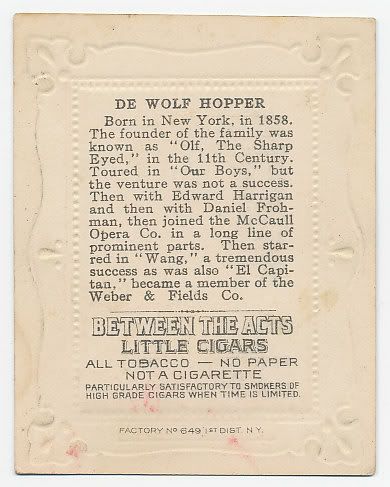 DE WOLF HOPPER
Born in New York, in 1858.
The founder of the family was
known as "Olf, The Sharp
Eyed," in the 11th Century.
Toured in "Our Boys," but
the venture was not a success.
Then with Edward Harrigan
and then with Daniel Froh-
man, then joined the McCaull
Opera Co. in a long line of
prominent parts. Then star-
red in "Wang," a tremendous
success as was also "El Capi-
tan," became a member of the
Weber & Fields Co.
BETWEEN THE ACTS
LITTLE CIGARS
ALL TOBACCO — NO PAPER
NOT A CIGARETTE
PARTICULARLY SATISFACTORY TO SMOKERS OF
HIGH GRADE CIGARS WHEN TIME IS LIMITED.
FACTORY No 649 1ST DIST. N.Y.